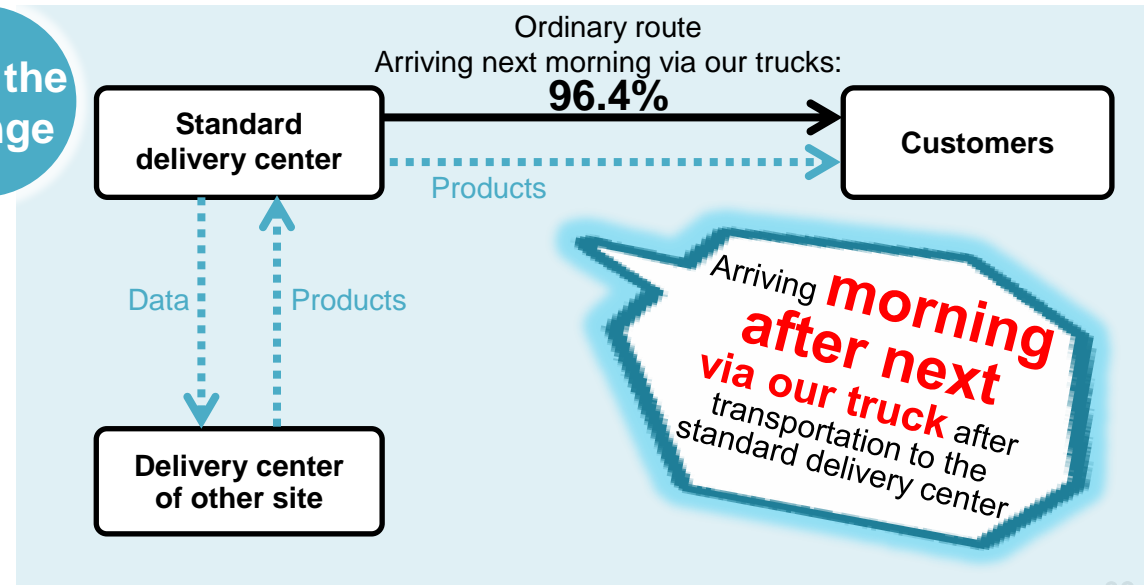 the
Ordinary route
Arriving next morning via our trucks:
96.4%
Standard
delivery center
Customers
Products
Data
Products
Arriving morning
after next
via our truck after
transportation to the
standard delivery center
Delivery center
of other site